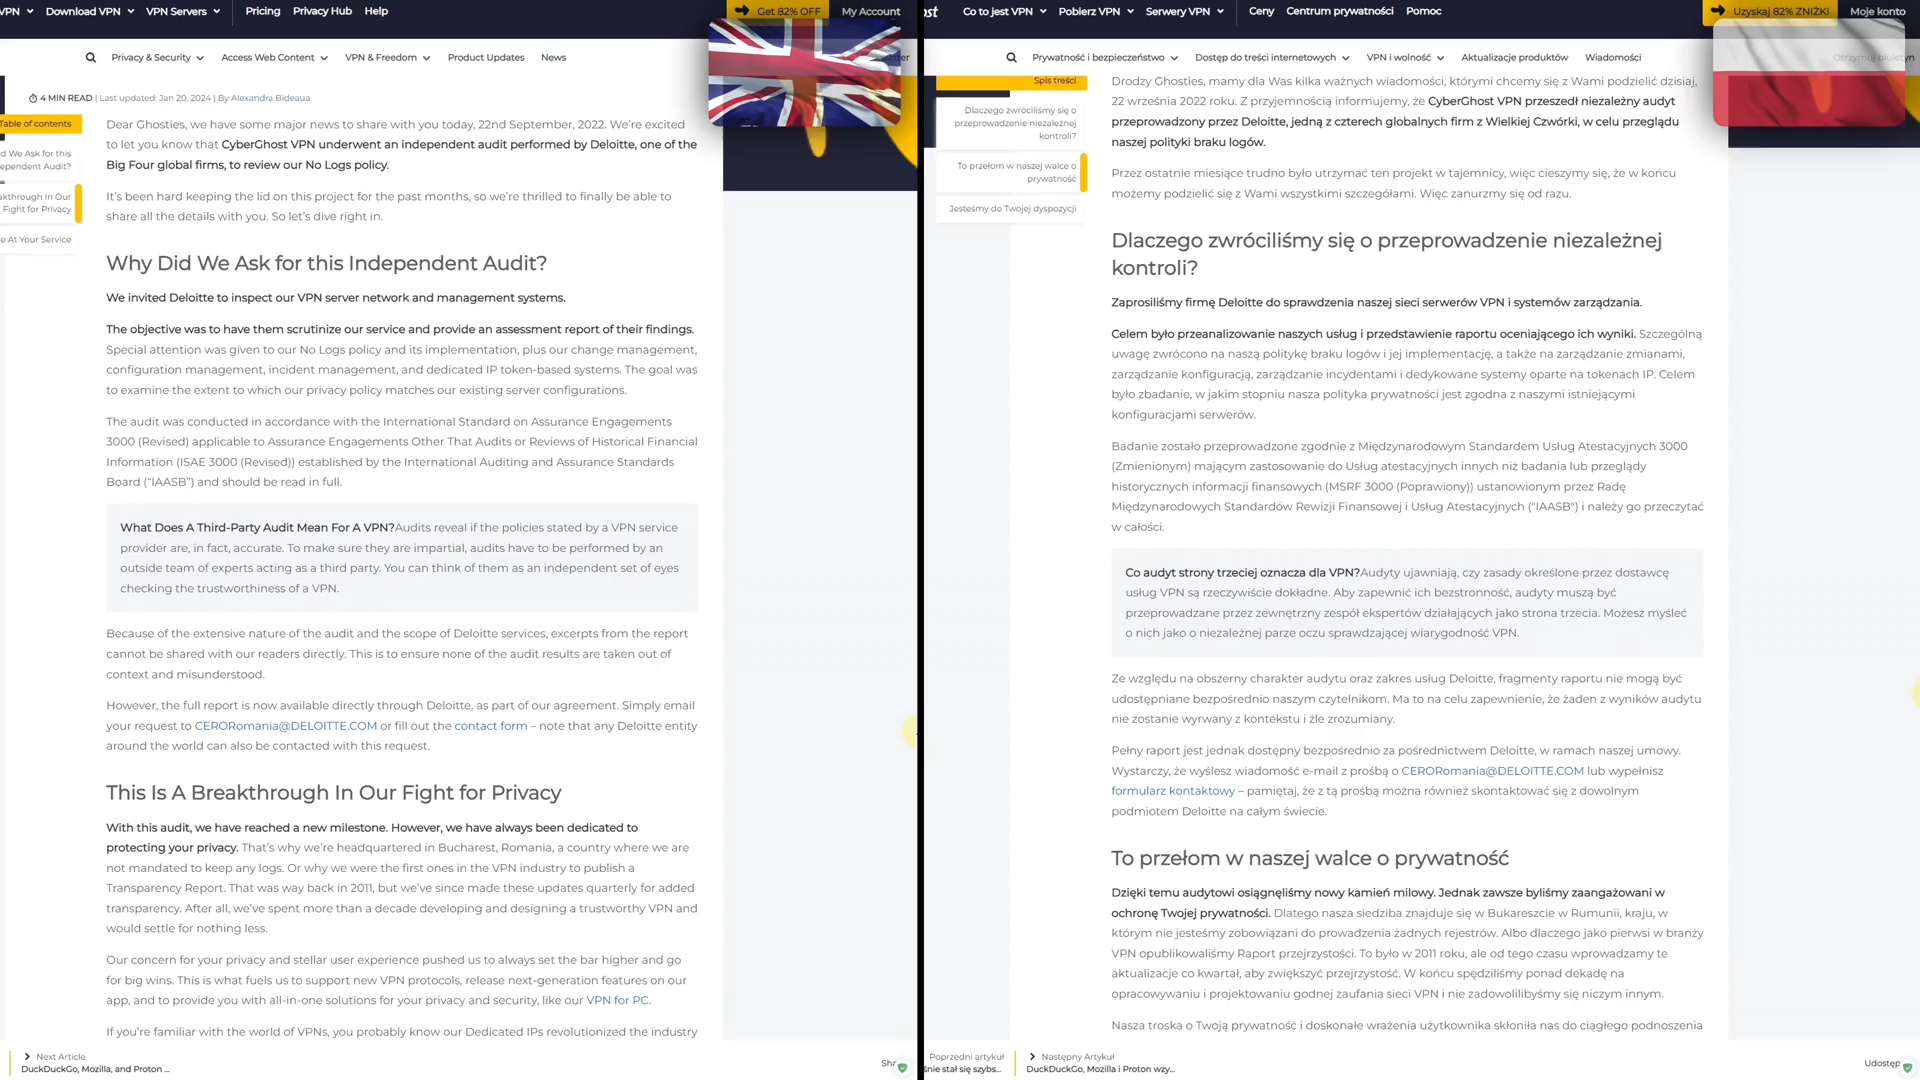 VPN Download VPN VPN Servers Pricing Privacy Hub Help Get 82% OFF My Account
Privacy & Security Access Web Content VPN & Freedom Product Updates News
4 MIN READ | Last updated: Jan 20, 2024 | By Alexandra Bideaua
Table of contents
d We Ask for this
ependent Audit?
akthrough In Our
Fight for Privacy
e At Your Service
Dear Ghosties, we have some major news to share with you today, 22nd September, 2022. We’re excited
to let you know that CyberGhost VPN underwent an independent audit performed by Deloitte, one of the
Big Four global firms, to review our No Logs policy.
It’s been hard keeping the lid on this project for the past months, so we’re thrilled to finally be able to
share all the details with you. So let’s dive right in.
Why Did We Ask for this Independent Audit?
We invited Deloitte to inspect our VPN server network and management systems.
The objective was to have them scrutinize our service and provide an assessment report of their findings.
Special attention was given to our No Logs policy and its implementation, plus our change management,
configuration management, incident management, and dedicated IP token-based systems. The goal was
to examine the extent to which our privacy policy matches our existing server configurations.
The audit was conducted in accordance with the International Standard on Assurance Engagements
3000 (Revised) applicable to Assurance Engagements Other That Audits or Reviews of Historical Financial
Information (ISAE 3000 (Revised)) established by the International Auditing and Assurance Standards
Board (“IAASB”) and should be read in full.
What Does A Third-Party Audit Mean For A VPN?Audits reveal if the policies stated by a VPN service
provider are, in fact, accurate. To make sure they are impartial, audits have to be performed by an
outside team of experts acting as a third party. You can think of them as an independent set of eyes
checking the trustworthiness of a VPN.
Because of the extensive nature of the audit and the scope of Deloitte services, excerpts from the report
cannot be shared with our readers directly. This is to ensure none of the audit results are taken out of
context and misunderstood.
However, the full report is now available directly through Deloitte, as part of our agreement. Simply email
your request to CERORomania@DELOITTE.COM or fill out the contact form – note that any Deloitte entity
around the world can also be contacted with this request.
This Is A Breakthrough In Our Fight for Privacy
With this audit, we have reached a new milestone. However, we have always been dedicated to
protecting your privacy. That’s why we’re headquartered in Bucharest, Romania, a country where we are
not mandated to keep any logs. Or why we were the first ones in the VPN industry to publish a
Transparency Report. That was way back in 2011, but we’ve since made these updates quarterly for added
transparency. After all, we’ve spent more than a decade developing and designing a trustworthy VPN and
would settle for nothing less.
Our concern for your privacy and stellar user experience pushed us to always set the bar higher and go
for big wins. This is what fuels us to support new VPN protocols, release next-generation features on our
app, and to provide you with all-in-one solutions for your privacy and security, like our VPN for PC.
If you’re familiar with the world of VPNs, you probably know our Dedicated IPs revolutionized the industry
Next Article
DuckDuckGo, Mozilla, and Proton ...
Sha
ost Co to jest VPN Pobierz VPN Serwery VPN Ceny Centrum prywatności Pomoc Uzyskaj 82% ZNIŻKI Moje konto
Prywatność i bezpieczeństwo Dostęp do treści internetowych VPN i wolność Aktualizacje produktów Wiadomości Otrzymuj biuletyn
Spis treści
Dlaczego zwróciliśmy się o
przeprowadzenie niezależnej
kontroli?
To przełom w naszej walce o
prywatność
Jesteśmy do Twojej dyspozycji
Drodzy Ghosties, mamy dla Was kilka ważnych wiadomości, którymi chcemy się z Wami podzielić dzisiaj,
22 września 2022 roku. Z przyjemnością informujemy, że CyberGhost VPN przeszedł niezależny audyt
przeprowadzony przez Deloitte, jedną z czterech globalnych firm z Wielkiej Czwórki, w celu przeglądu
naszej polityki braku logów.
Przez ostatnie miesiące trudno było utrzymać ten projekt w tajemnicy, więc cieszymy się, że w końcu
możemy podzielić się z Wami wszystkimi szczegółami. Więc zanurzmy się od razu.
Dlaczego zwróciliśmy się o przeprowadzenie niezależnej
kontroli?
Zaprosiliśmy firmę Deloitte do sprawdzenia naszej sieci serwerów VPN i systemów zarządzania.
Celem było przeanalizowanie naszych usług i przedstawienie raportu oceniającego ich wyniki. Szczególną
uwagę zwrócono na naszą politykę braku logów i jej implementację, a także na zarządzanie zmianami,
zarządzanie konfiguracją, zarządzanie incydentami i dedykowane systemy oparte na tokenach IP. Celem
było zbadanie, w jakim stopniu nasza polityka prywatności jest zgodna z naszymi istniejącymi
konfiguracjami serwerów.
Badanie zostało przeprowadzone zgodnie z Międzynarodowym Standardem Usług Atestacyjnych 3000
(Zmienionym) mającym zastosowanie do Usług atestacyjnych innych niż badania lub przeglądy
historycznych informacji finansowych (MSRF 3000 (Poprawiony)) ustanowionym przez Radę
Międzynarodowych Standardów Rewizji Finansowej i Usług Atestacyjnych ("IAASB") i należy go przeczytać
w całości.
Co audyt strony trzeciej oznacza dla VPN?Audyty ujawniają, czy zasady określone przez dostawcę
usług VPN są rzeczywiście dokładne. Aby zapewnić ich bezstronność, audyty muszą być
przeprowadzane przez zewnętrzny zespół ekspertów działających jako strona trzecia. Możesz myśleć
o nich jako o niezależnej parze oczu sprawdzającej wiarygodność VPN.
Ze względu na obszerny charakter audytu oraz zakres usług Deloitte, fragmenty raportu nie mogą być
udostępniane bezpośrednio naszym czytelnikom. Ma to na celu zapewnienie, że żaden z wyników audytu
nie zostanie wyrwany z kontekstu i źle zrozumiany.
Pełny raport jest jednak dostępny bezpośrednio za pośrednictwem Deloitte, w ramach naszej umowy.
Wystarczy, że wyślesz wiadomość e-mail z prośbą o CERORomania@DELOITTE.COM lub wypełnisz
formularz kontaktowy – pamiętaj, że z tą prośbą można również skontaktować się z dowolnym
podmiotem Deloitte na całym świecie.
To przełom w naszej walce o prywatność
Dzięki temu audytowi osiągnęliśmy nowy kamień milowy. Jednak zawsze byliśmy zaangażowani w
ochronę Twojej prywatności. Dlatego nasza siedziba znajduje się w Bukareszcie w Rumunii, kraju, w
którym nie jesteśmy zobowiązani do prowadzenia żadnych rejestrów. Albo dlaczego jako pierwsi w branży
VPN opublikowaliśmy Raport przejrzystości. To było w 2011 roku, ale od tego czasu wprowadzamy te
aktualizacje co kwartał, aby zwiększyć przejrzystość. W końcu spędziliśmy ponad dekadę na
opracowywaniu i projektowaniu godnej zaufania sieci VPN i nie zadowolilibyśmy się niczym innym.
Nasza troska o Twoją prywatność i doskonałe wrażenia użytkownika skłoniła nas do ciągłego podnoszenia
Poprzedni artykuł
śnie stał się szybs...
Następny Artykuł
DuckDuckGo, Mozilla i Proton wzy...
Udostęp